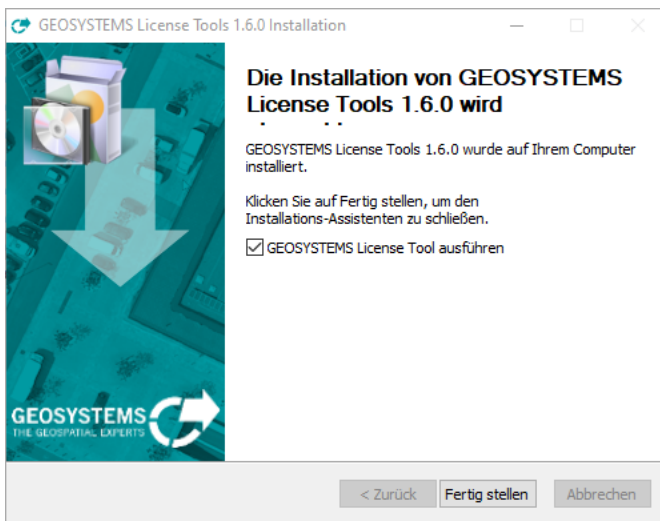 GEOSYSTEMS License Tools 1.6.0 Installation
Die Installation von GEOSYSTEMS
License Tools 1.6.0 wird
GEOSYSTEMS License Tools 1.6.0 wurde auf Ihrem Computer
installiert.
Klicken Sie auf Fertig stellen, um den
Installations-Assistenten zu schließen.
GEOSYSTEMS License Tool ausführen
GEOSYSTEMS
THE GEOSPATIAL EXPERTS
< Zurück
Fertig stellen
Abbrechen